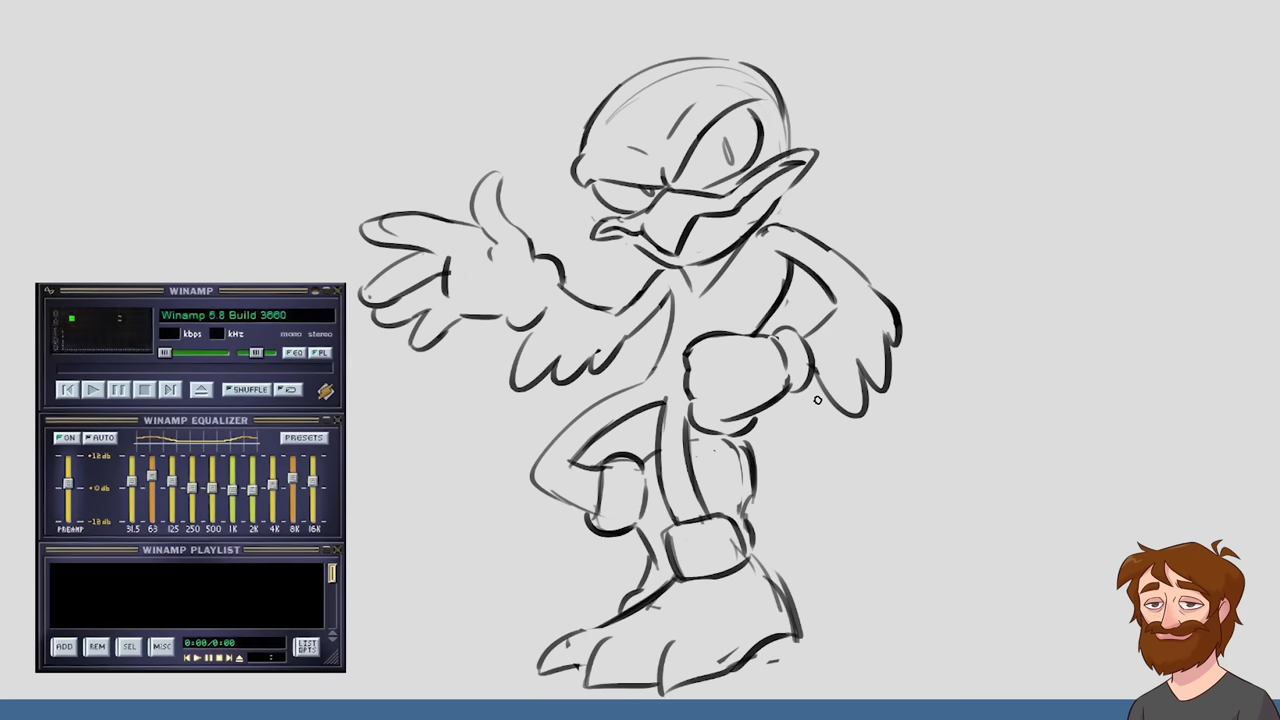 WINAMP
Winamp 5.8 Build 3660
kbps kHz mono stereo
EQ PL
SHUFFLE
WINAMP EQUALIZER
ON AUTO PRESETS
+12db
+0db
-12db
PREAMP 31.5 63 125 250 500 1K 2K 4K 8K 16K
WINAMP PLAYLIST
ADD REM SEL MISC 0:00/0:00 LIST OPTS
: